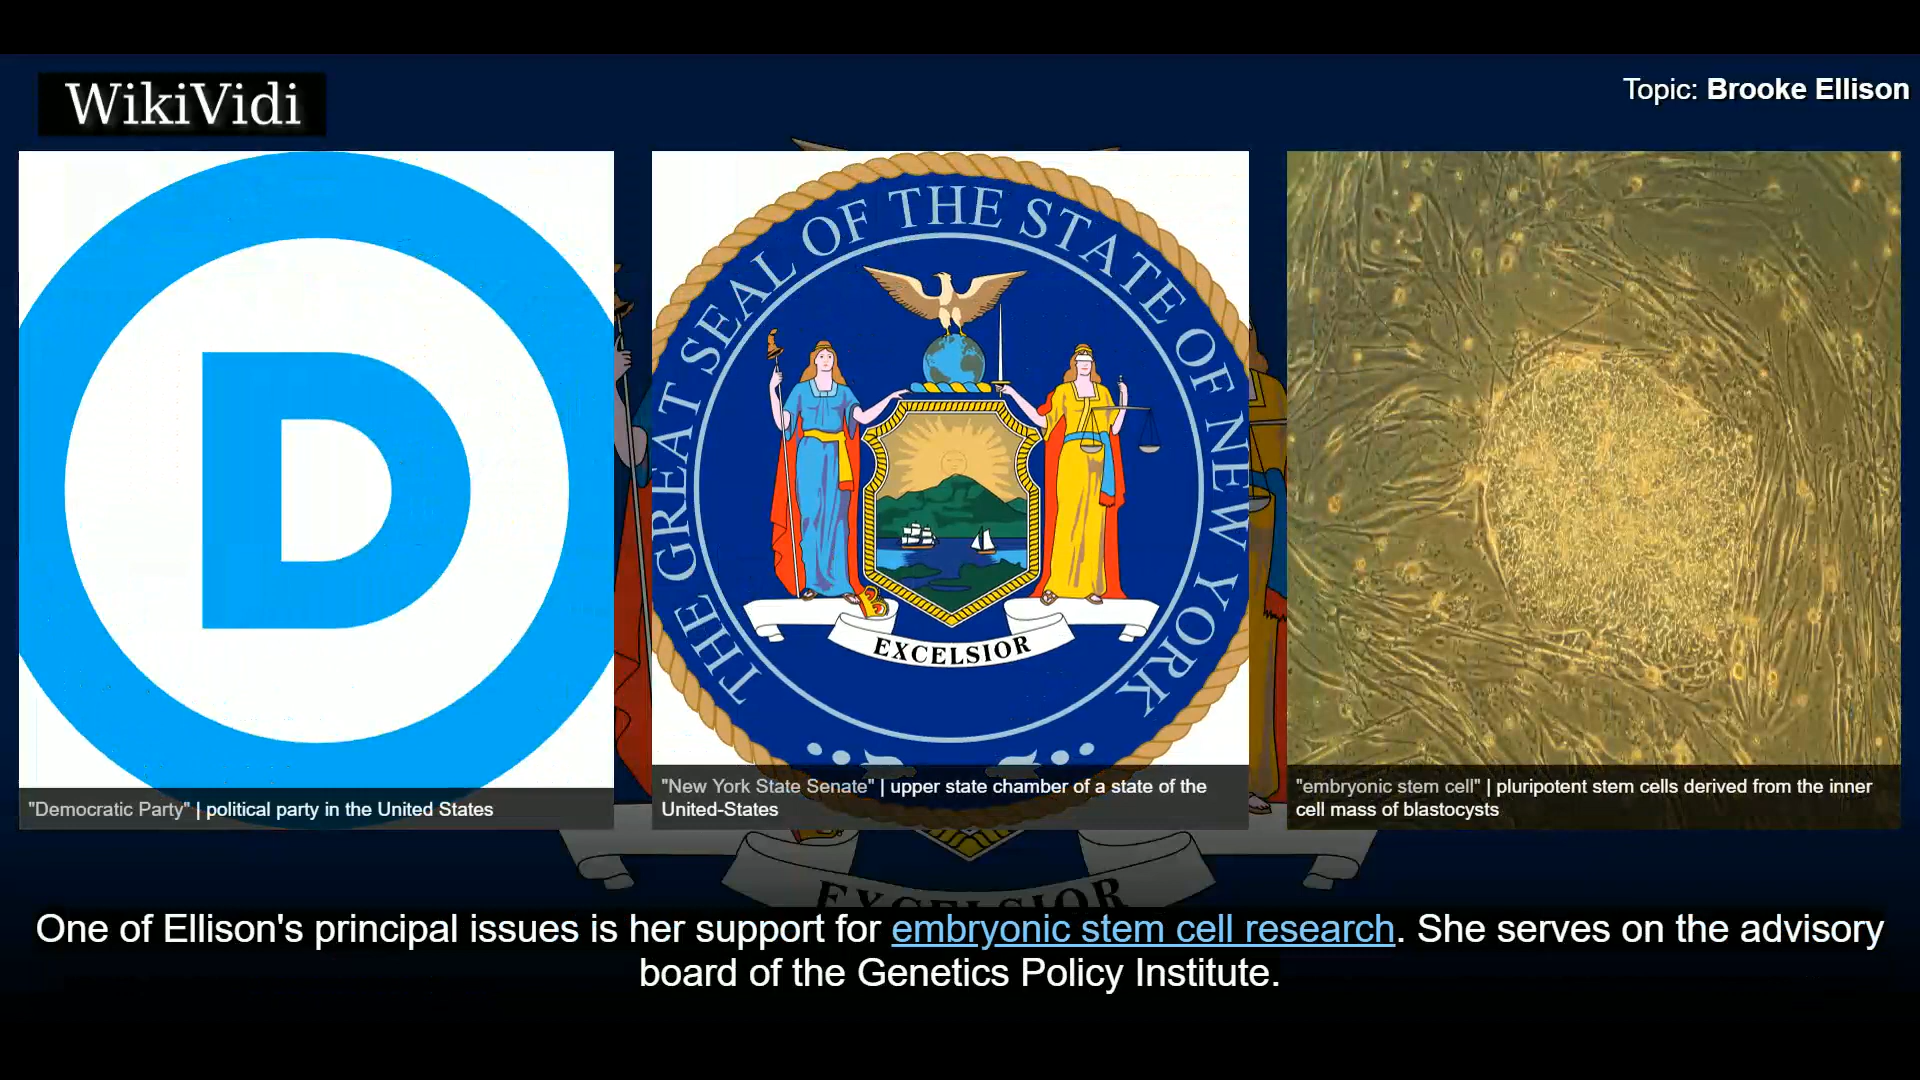 WikiVidi
Topic: Brooke Ellison
THE GREAT SEAL OF THE STATE OF NEW YORK
EXCELSIOR
"Democratic Party" | political party in the United States
"New York State Senate" | upper state chamber of a state of the
United-States
"embryonic stem cell" | pluripotent stem cells derived from the inner
cell mass of blastocysts
D
EXCELSIOR
One of Ellison's principal issues is her support for embryonic stem cell research. She serves on the advisory
board of the Genetics Policy Institute.